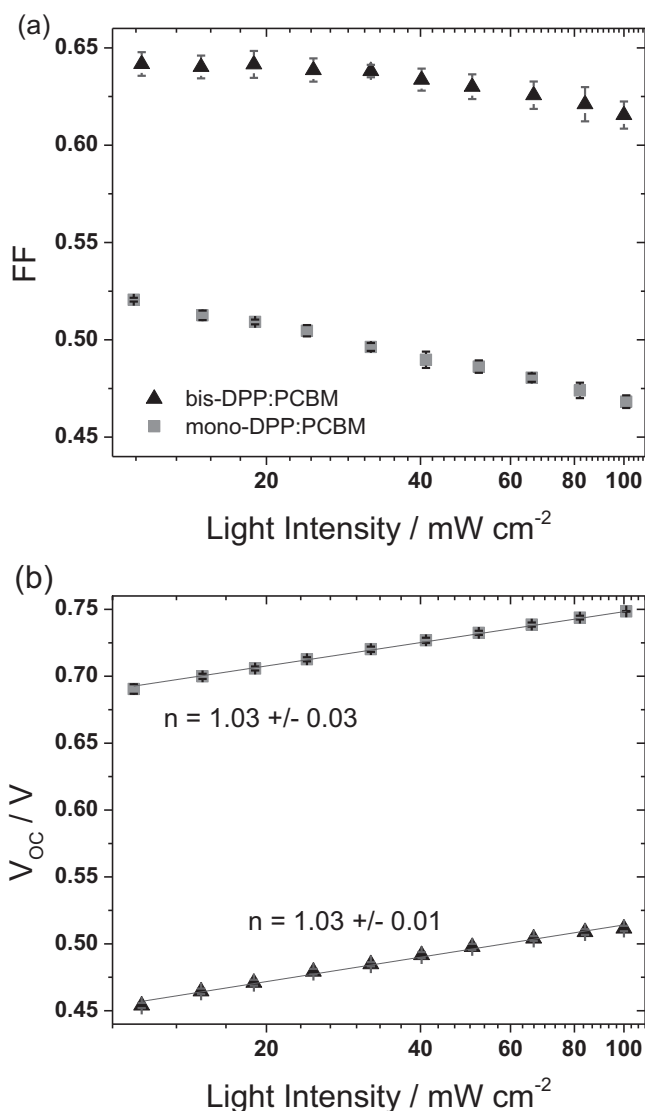 (a)
0.65
0.60
0.55
0.50
0.45
FF
bis-DPP:PCBM
mono-DPP:PCBM
20 40 60 80 100
Light Intensity / mW cm⁻²
(b)
0.75
0.70
0.65
0.60
0.55
0.50
0.45
V_OC / V
n = 1.03 +/- 0.03
n = 1.03 +/- 0.01
20 40 60 80 100
Light Intensity / mW cm⁻²